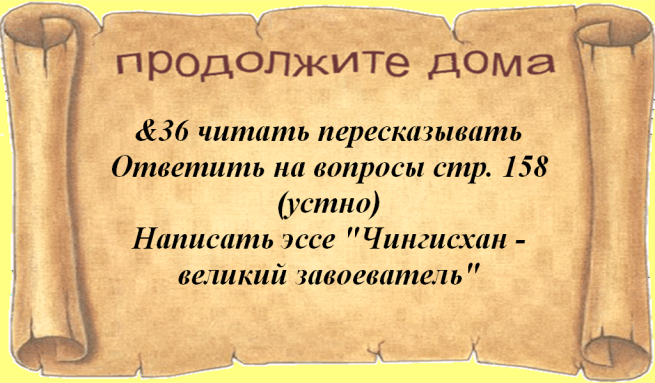 продолжите дома
&36 читать пересказывать
Ответить на вопросы стр. 158
(устно)
Написать эссе "Чингисхан -
великий завоеватель"